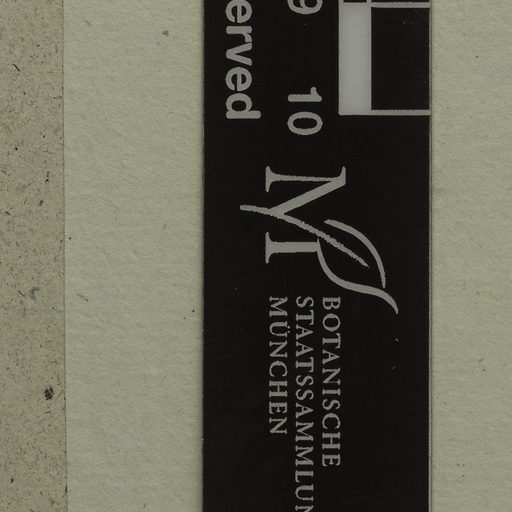 9 10
erved
BOTANISCHE
STAATSSAMMLUN
MÜNCHEN